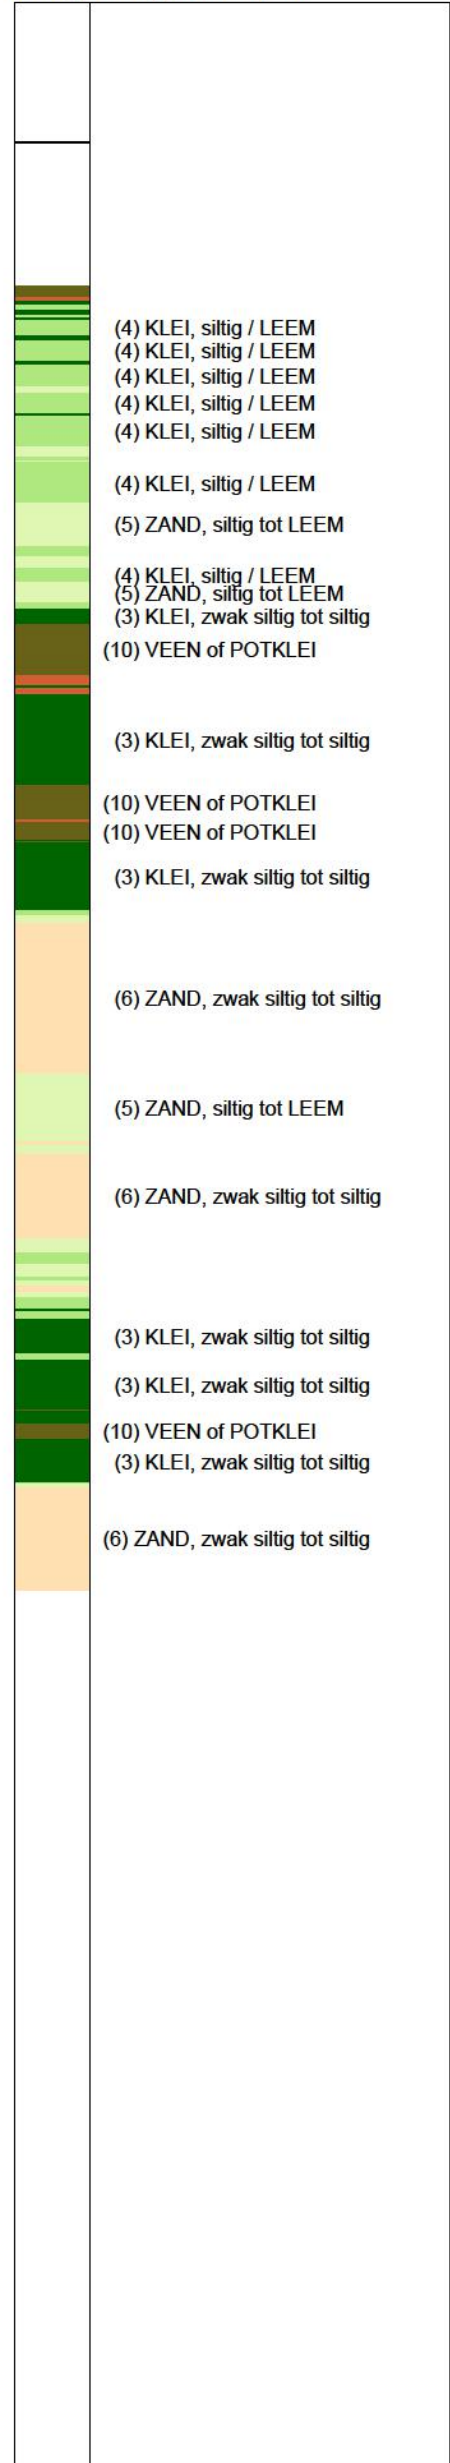 (4) KLEI, siltig / LEEM
(4) KLEI, siltig / LEEM
(4) KLEI, siltig / LEEM
(4) KLEI, siltig / LEEM
(4) KLEI, siltig / LEEM
(4) KLEI, siltig / LEEM
(5) ZAND, siltig tot LEEM
(4) KLEI, siltig / LEEM
(5) ZAND, siltig tot LEEM
(3) KLEI, zwak siltig tot siltig
(10) VEEN of POTKLEI
(3) KLEI, zwak siltig tot siltig
(10) VEEN of POTKLEI
(10) VEEN of POTKLEI
(3) KLEI, zwak siltig tot siltig
(6) ZAND, zwak siltig tot siltig
(5) ZAND, siltig tot LEEM
(6) ZAND, zwak siltig tot siltig
(3) KLEI, zwak siltig tot siltig
(3) KLEI, zwak siltig tot siltig
(10) VEEN of POTKLEI
(3) KLEI, zwak siltig tot siltig
(6) ZAND, zwak siltig tot siltig